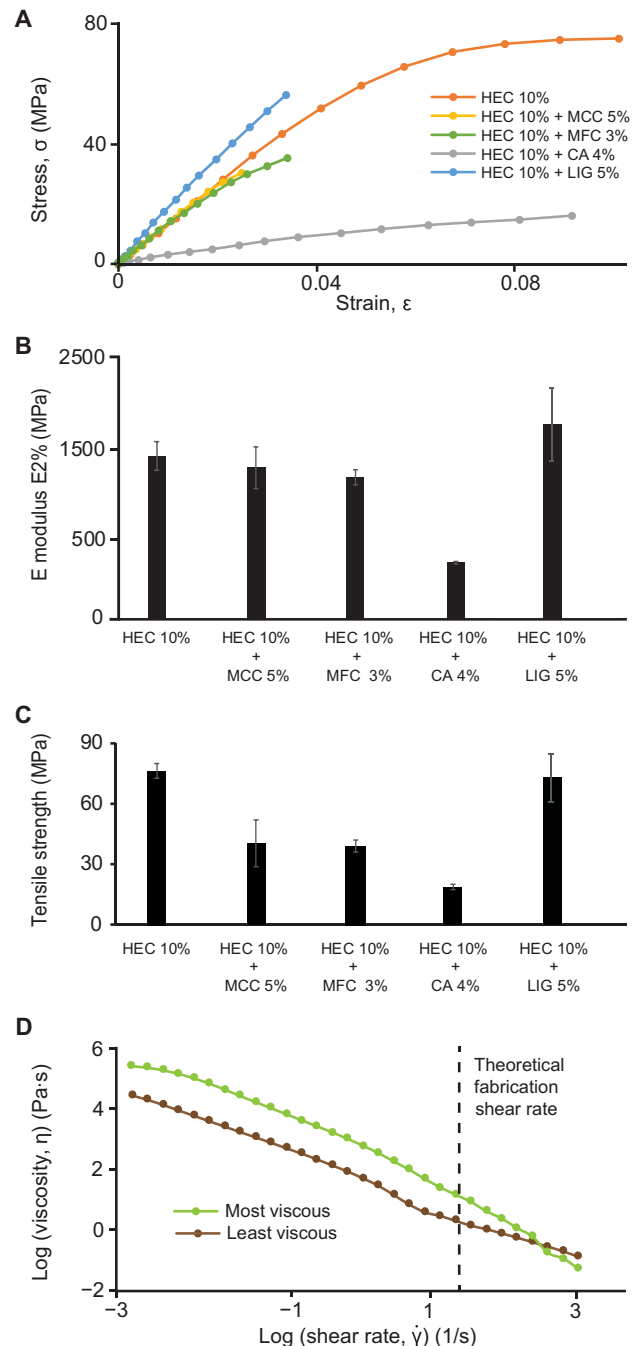 A
80
40
0
Stress, σ (MPa)
HEC 10%
HEC 10% + MCC 5%
HEC 10% + MFC 3%
HEC 10% + CA 4%
HEC 10% + LIG 5%
0
0.04
0.08
Strain, ε
B
2500
1500
500
0
E modulus E2% (MPa)
HEC 10%
HEC 10%
+
MCC 5%
HEC 10%
+
MFC 3%
HEC 10%
+
CA 4%
HEC 10%
+
LIG 5%
C
90
60
30
0
Tensile strength (MPa)
HEC 10%
HEC 10%
+
MCC 5%
HEC 10%
+
MFC 3%
HEC 10%
+
CA 4%
HEC 10%
+
LIG 5%
D
6
4
2
0
−2
Log (viscosity, η) (Pa·s)
Theoretical
fabrication
shear rate
Most viscous
Least viscous
−3
−1
1
3
Log (shear rate, γ̇) (1/s)